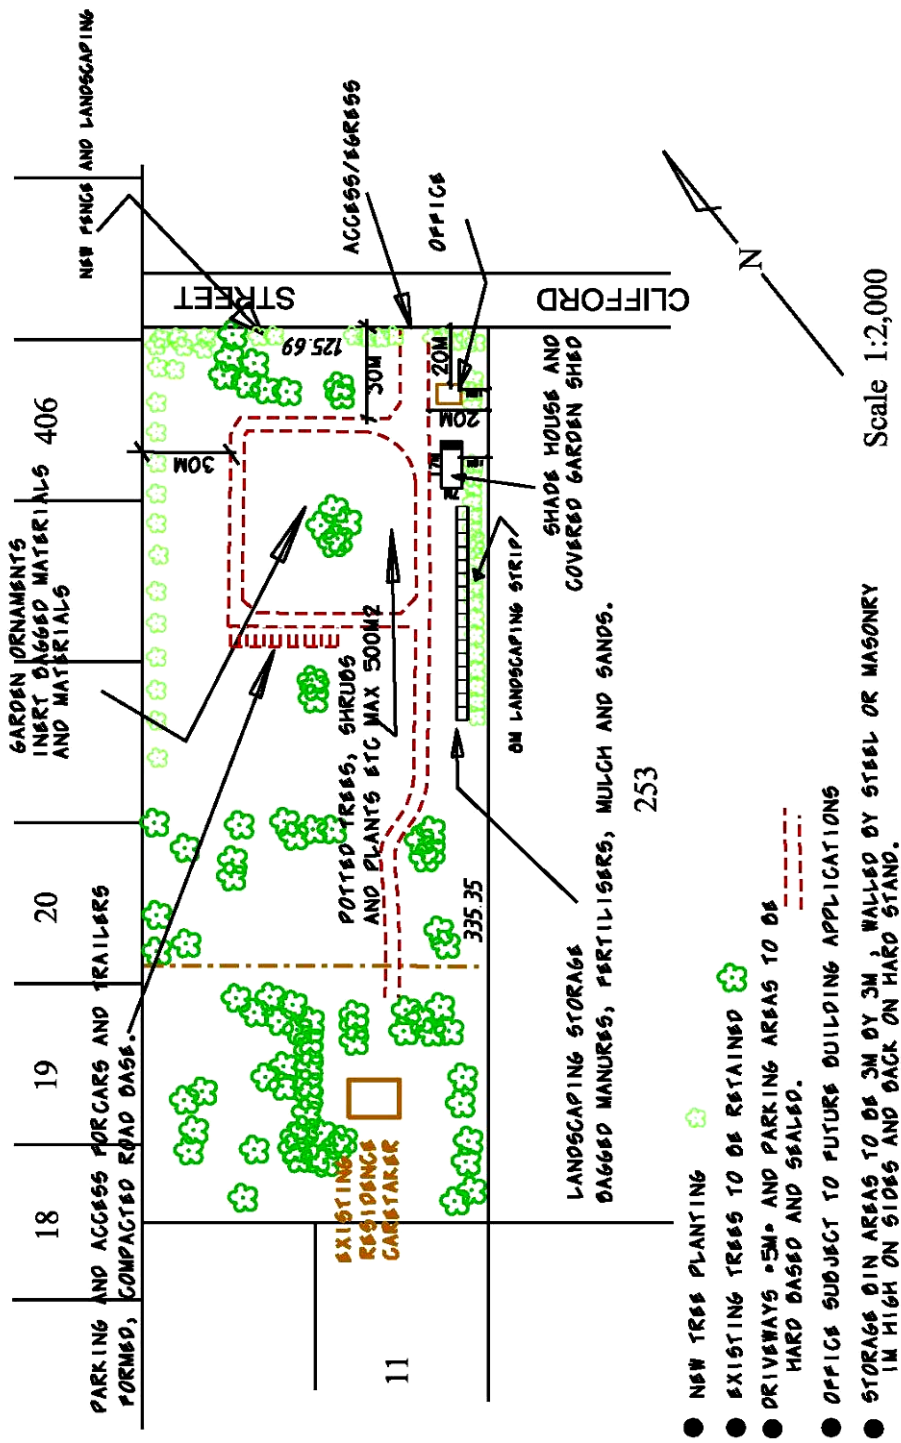 NEW FENCE AND LANDSCAPING
ACCESS/EGRESS
OFFICE
STREET
CLIFFORD
N
Scale 1:2,000
406
GARDEN ORNAMENTS
INERT BAGGED MATERIALS
AND MATERIALS
125.69
30M
30M
20M
20M
17M
7M
SHADE HOUSE AND
COVERED GARDEN SHED
8M LANDSCAPING STRIP
POTTED TREES, SHRUBS
AND PLANTS ETC MAX 500M2
253
335.35
20
19
18
11
PARKING AND ACCESS FOR CARS AND TRAILERS
FORMED, COMPACTED ROAD BASE.
EXISTING
RESIDENCE
CARETAKER
LANDSCAPING STORAGE
BAGGED MANURES, FERTILISERS, MULCH AND SANDS.
NEW TREE PLANTING
EXISTING TREES TO BE RETAINED
DRIVEWAYS *5M* AND PARKING AREAS TO BE
HARD BASED AND SEALED.
OFFICE SUBJECT TO FUTURE BUILDING APPLICATIONS
STORAGE BIN AREAS TO BE 3M BY 3M, WALLED BY STEEL OR MASONRY
1M HIGH ON SIDES AND BACK ON HARD STAND.